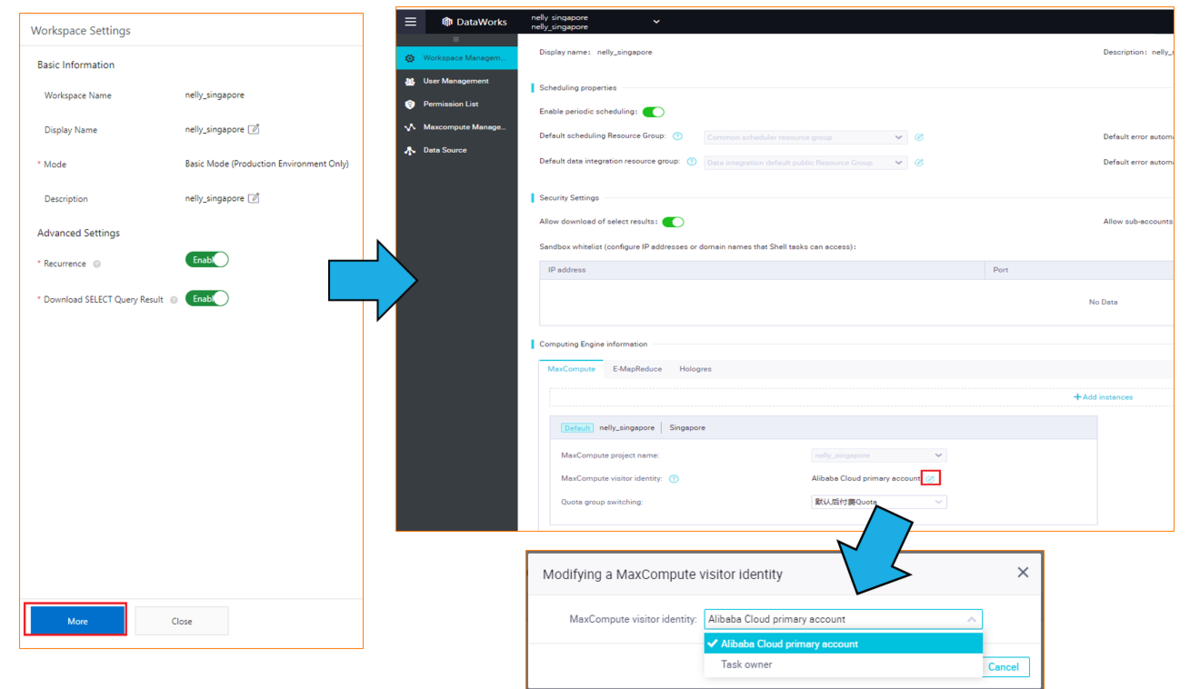 Workspace Settings
Basic Information
Workspace Name nelly_singapore
Display Name nelly_singapore
* Mode Basic Mode (Production Environment Only)
Description nelly_singapore
Advanced Settings
* Recurrence Enabl
* Download SELECT Query Result Enabl
More Close
DataWorks nelly singapore
nelly_singapore
Workspace Managem...
User Management
Permission List
Maxcompute Manage...
Data Source
Display name: nelly_singapore Description: nelly_
Scheduling properties
Enable periodic scheduling:
Default scheduling Resource Group: Common scheduler resource group Default error autom
Default data integration resource group: Data integration default public Resource Group Default error autom
Security Settings
Allow download of select results: Allow sub-accounts
Sandbox whitelist (configure IP addresses or domain names that Shell tasks can access):
IP address Port
No Data
Computing Engine information
MaxCompute E-MapReduce Hologres
+Add instances
Default nelly_singapore Singapore
MaxCompute project name: nelly_singapore
MaxCompute visitor identity: Alibaba Cloud primary account
Quota group switching: 默认后付费Quota
Modifying a MaxCompute visitor identity
MaxCompute visitor identity: Alibaba Cloud primary account
Alibaba Cloud primary account
Task owner
Cancel